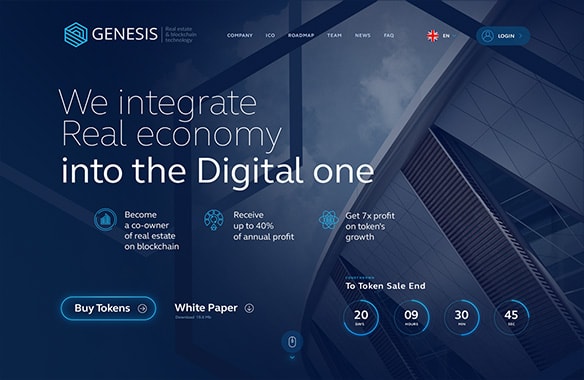 GENESIS
Real estate
& blockchain
technology
COMPANY
ICO
ROADMAP
TEAM
NEWS
FAQ
EN
LOGIN
We integrate
Real economy
into the Digital one
Become
a co-owner
of real estate
on blockchain
Receive
up to 40%
of annual profit
Get 7x profit
on token's
growth
COUNTDOWN
To Token Sale End
Buy Tokens
White Paper
Download 15.8 Mb
20
DAYS
09
HOURS
30
MIN
45
SEC